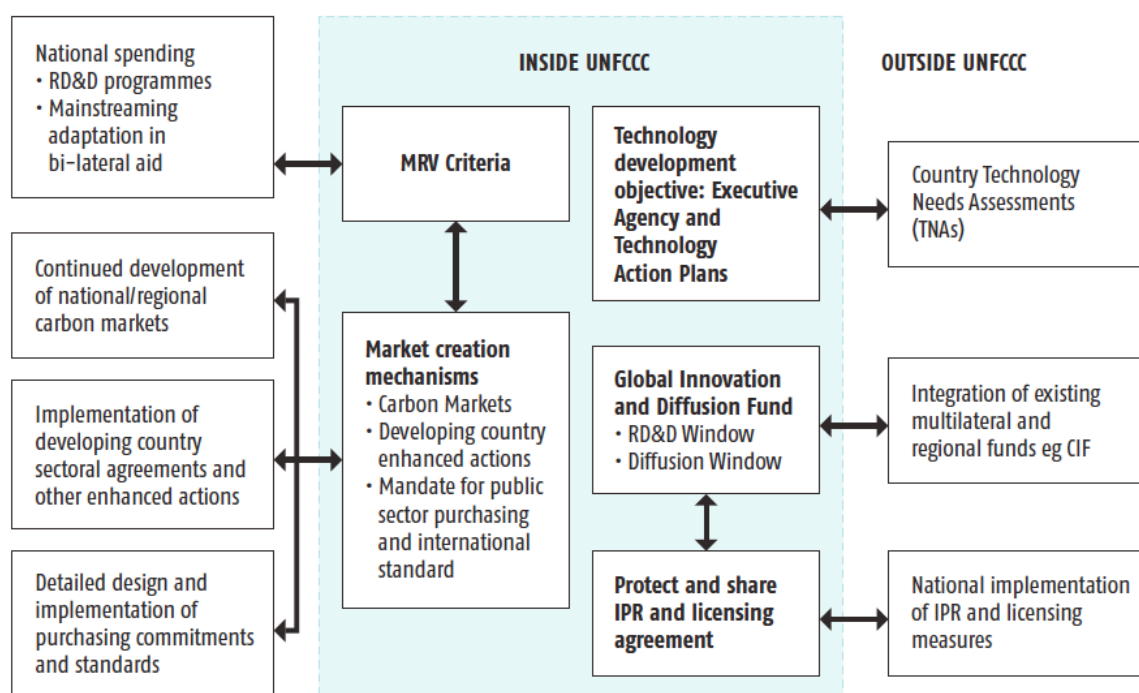 National spending
• RD&D programmes
• Mainstreaming
adaptation in
bi-lateral aid
Continued development
of national/regional
carbon markets
Implementation of
developing country
sectoral agreements and
other enhanced actions
Detailed design and
implementation of
purchasing commitments
and standards
INSIDE UNFCCC
MRV Criteria
Market creation
mechanisms
• Carbon Markets
• Developing country
enhanced actions
• Mandate for public
sector purchasing
and international
standard
Technology
development
objective: Executive
Agency and
Technology
Action Plans
Global Innovation
and Diffusion Fund
• RD&D Window
• Diffusion Window
Protect and share
IPR and licensing
agreement
OUTSIDE UNFCCC
Country Technology
Needs Assessments
(TNAs)
Integration of existing
multilateral and
regional funds eg CIF
National implementation
of IPR and licensing
measures